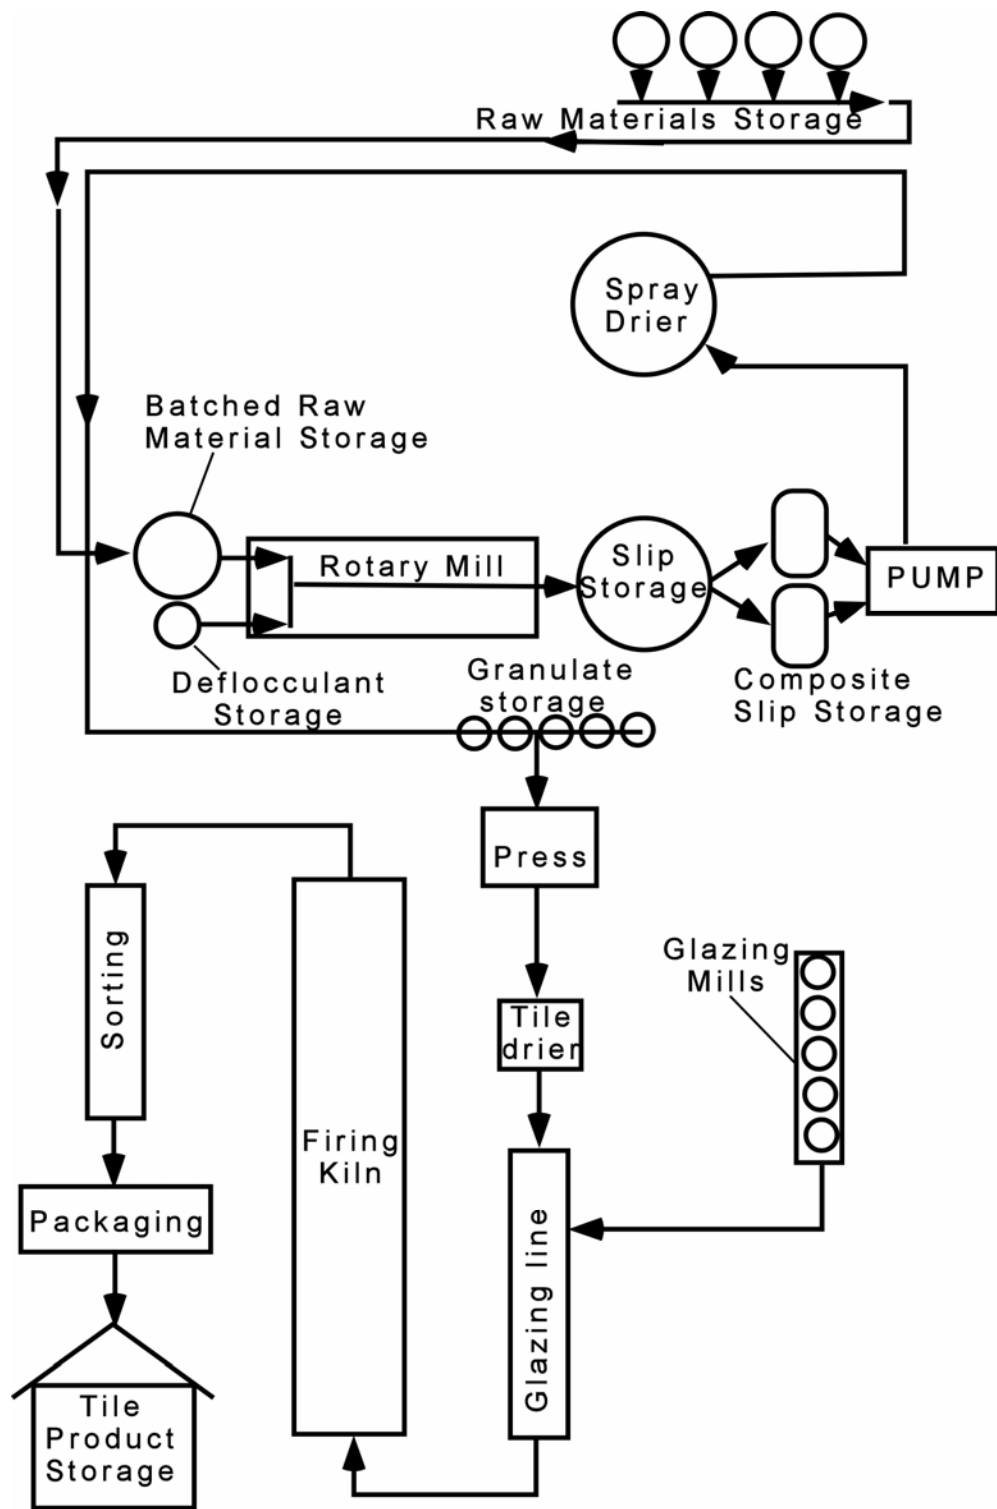 Raw Materials Storage
Spray
Drier
Batched Raw
Material Storage
Rotary Mill
Slip
Storage
PUMP
Deflocculant
Storage
Granulate
storage
Composite
Slip Storage
Press
Sorting
Glazing
Mills
Tile
drier
Firing
Kiln
Packaging
Glazing line
Tile
Product
Storage